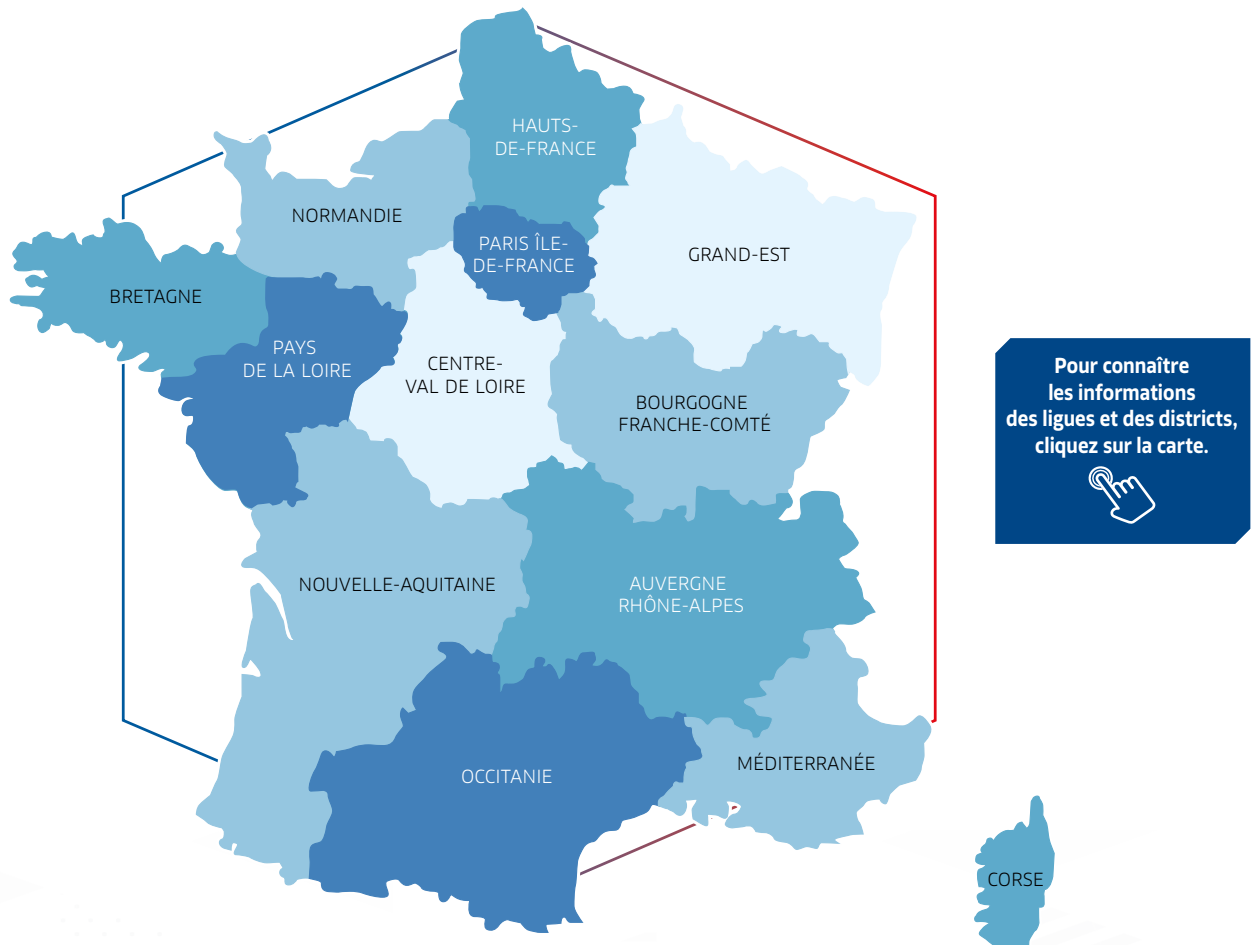 HAUTS-
DE-FRANCE
NORMANDIE
PARIS ÎLE-
DE-FRANCE
GRAND-EST
BRETAGNE
PAYS
DE LA LOIRE
CENTRE-
VAL DE LOIRE
BOURGOGNE
FRANCHE-COMTÉ
Pour connaître
les informations
des ligues et des districts,
cliquez sur la carte.
NOUVELLE-AQUITAINE
AUVERGNE
RHÔNE-ALPES
OCCITANIE
MÉDITERRANÉE
CORSE